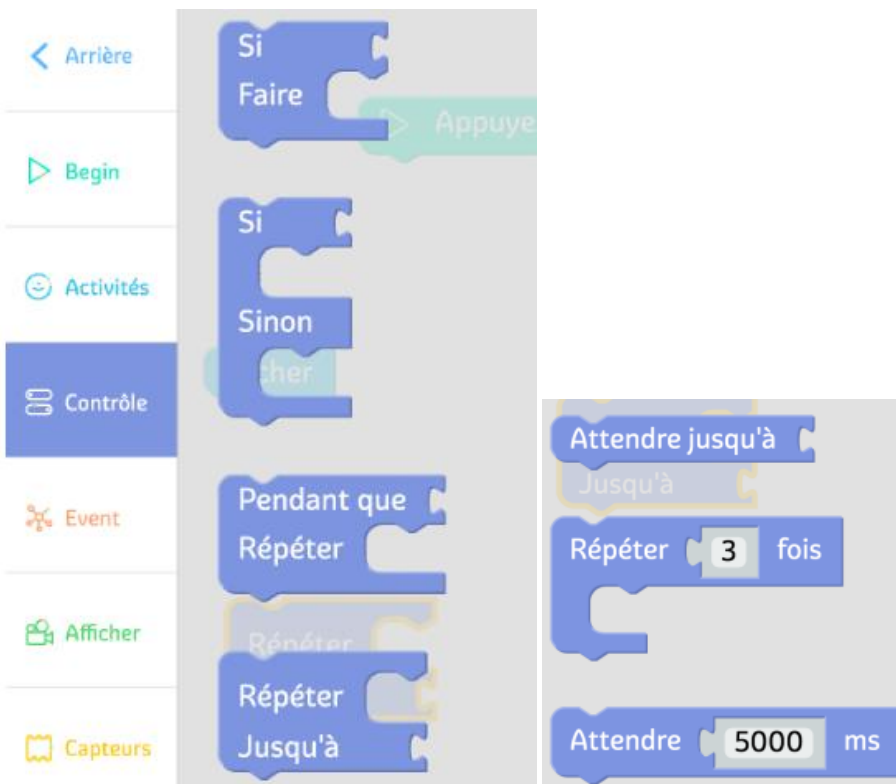 Arrière
Begin
Activités
Contrôle
Event
Afficher
Capteurs
Si
Faire
Appuye
Si
Sinon
cher
Pendant que
Répéter
Répéter
Répéter
Jusqu'à
Attendre jusqu'à
Jusqu'à
Répéter 3 fois
Attendre 5000 ms